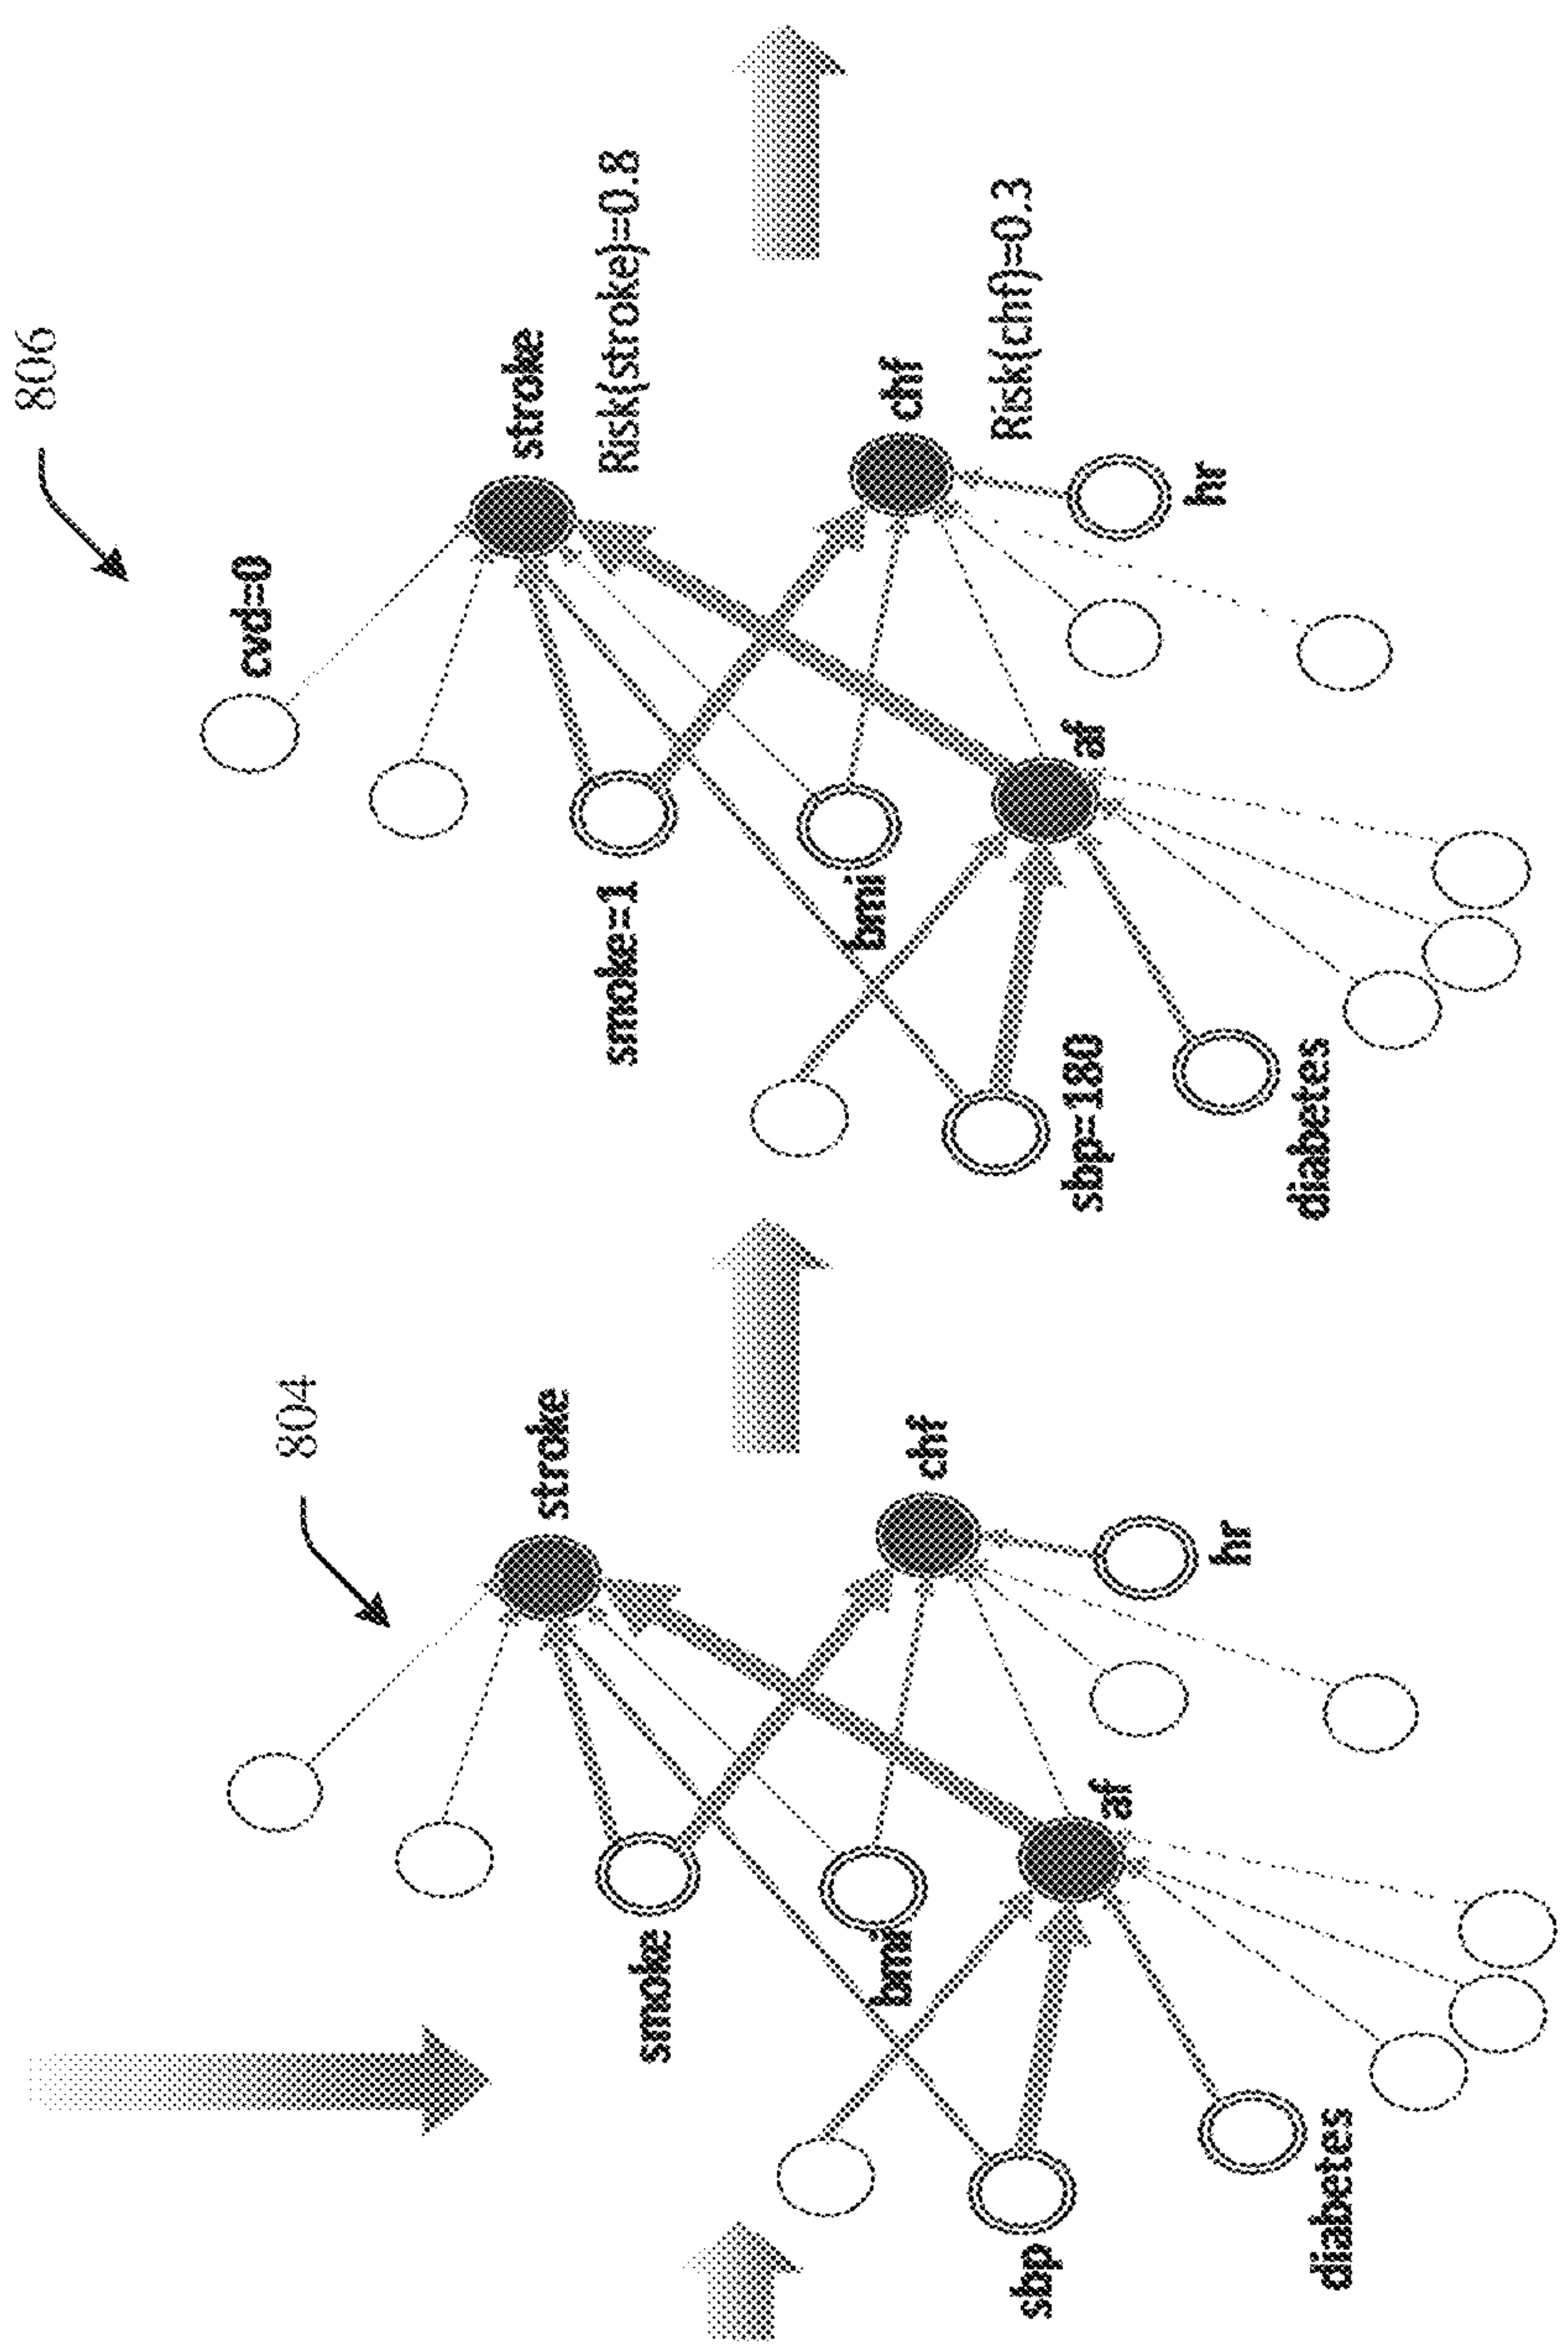 804
stroke
smoke
chf
bmi
hr
af
sbp
diabetes
806
cvd=0
stroke
Risk(stroke)=0.8
smoke=1
chf
Risk(chf)=0.3
bmi
hr
af
sbp=180
diabetes